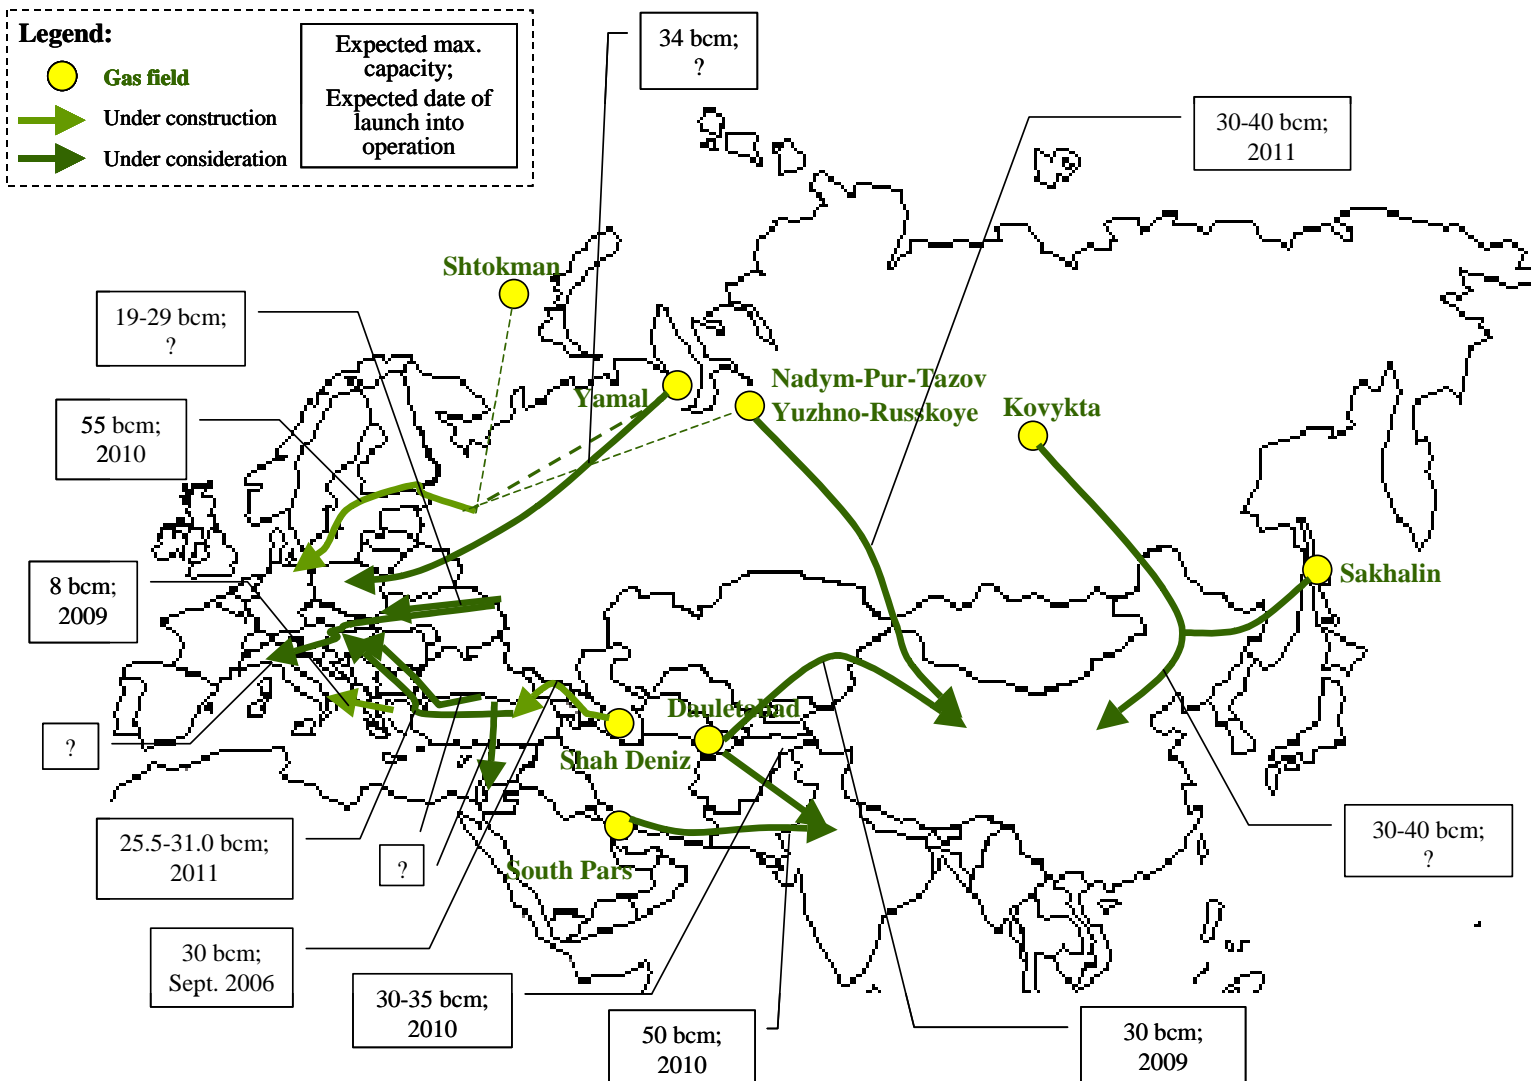 Legend:
Gas field
Under construction
Under consideration
Expected max.
capacity;
Expected date of
launch into
operation
34 bcm;
?
30-40 bcm;
2011
Shtokman
19-29 bcm;
?
Yamal
Nadym-Pur-Tazov
Yuzhno-Russkoye
Kovykta
55 bcm;
2010
8 bcm;
2009
Sakhalin
?
Dauletabad
Shah Deniz
25.5-31.0 bcm;
2011
?
South Pars
30-40 bcm;
?
30 bcm;
Sept. 2006
30-35 bcm;
2010
50 bcm;
2010
30 bcm;
2009